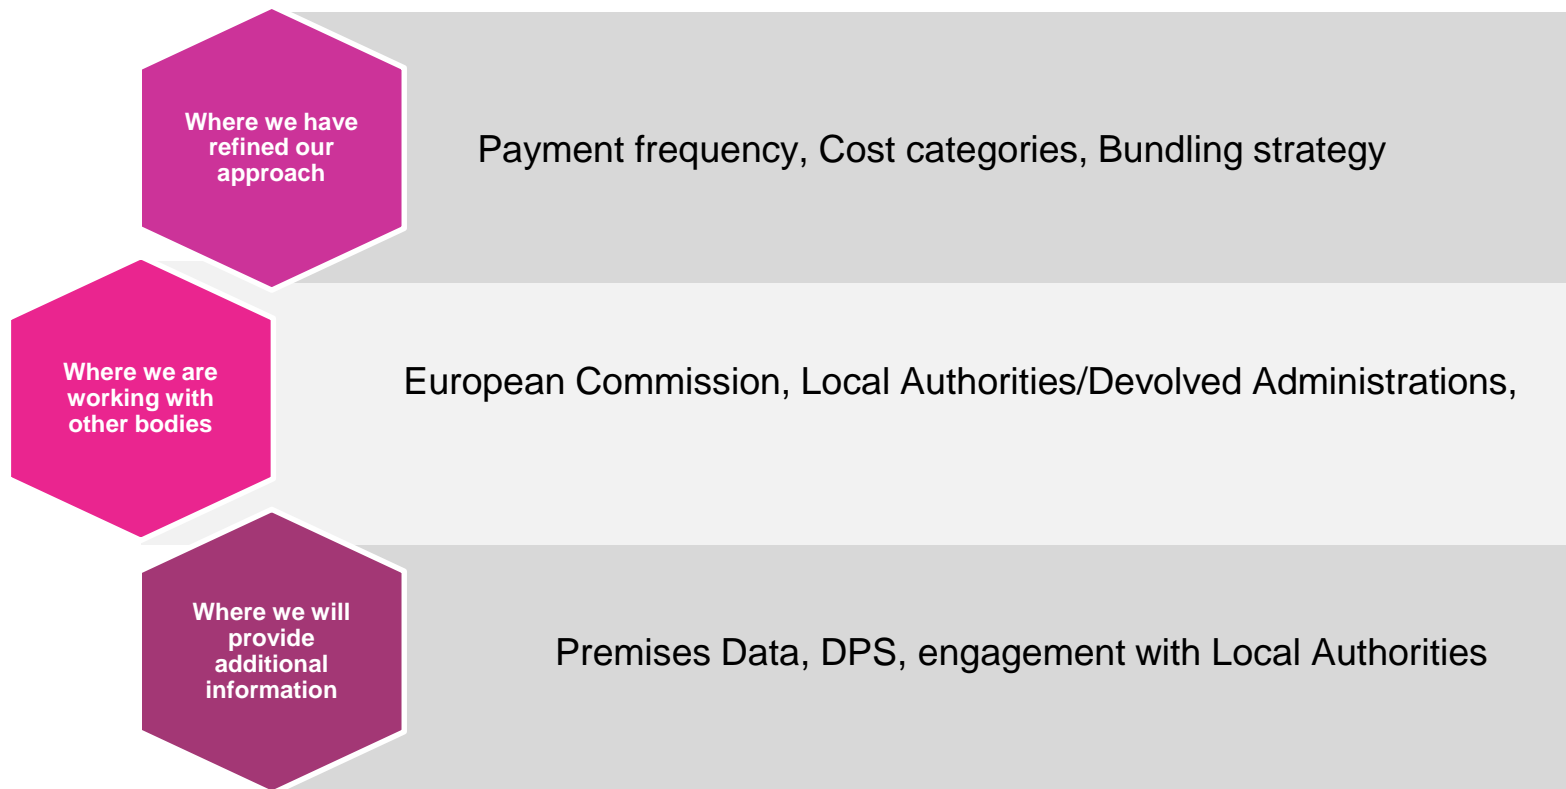 Where we have
refined our
approach
Payment frequency, Cost categories, Bundling strategy
Where we are
working with
other bodies
European Commission, Local Authorities/Devolved Administrations,
Where we will
provide
additional
information
Premises Data, DPS, engagement with Local Authorities